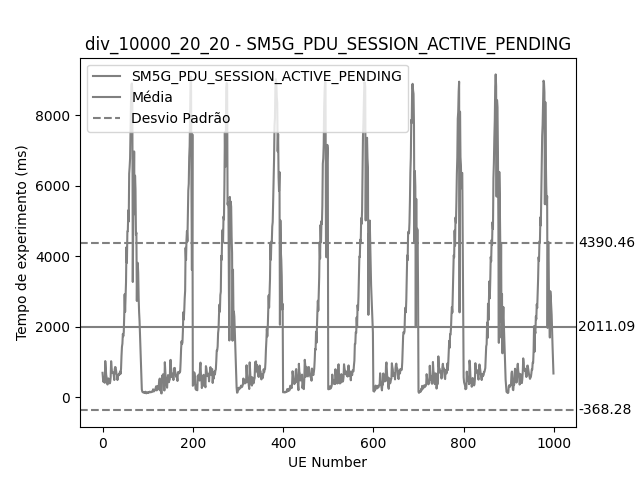 div_10000_20_20 - SM5G_PDU_SESSION_ACTIVE_PENDING
SM5G_PDU_SESSION_ACTIVE_PENDING
Média
Desvio Padrão
Tempo de experimento (ms)
8000
6000
4000
2000
0
4390.46
2011.09
-368.28
0 200 400 600 800 1000
UE Number